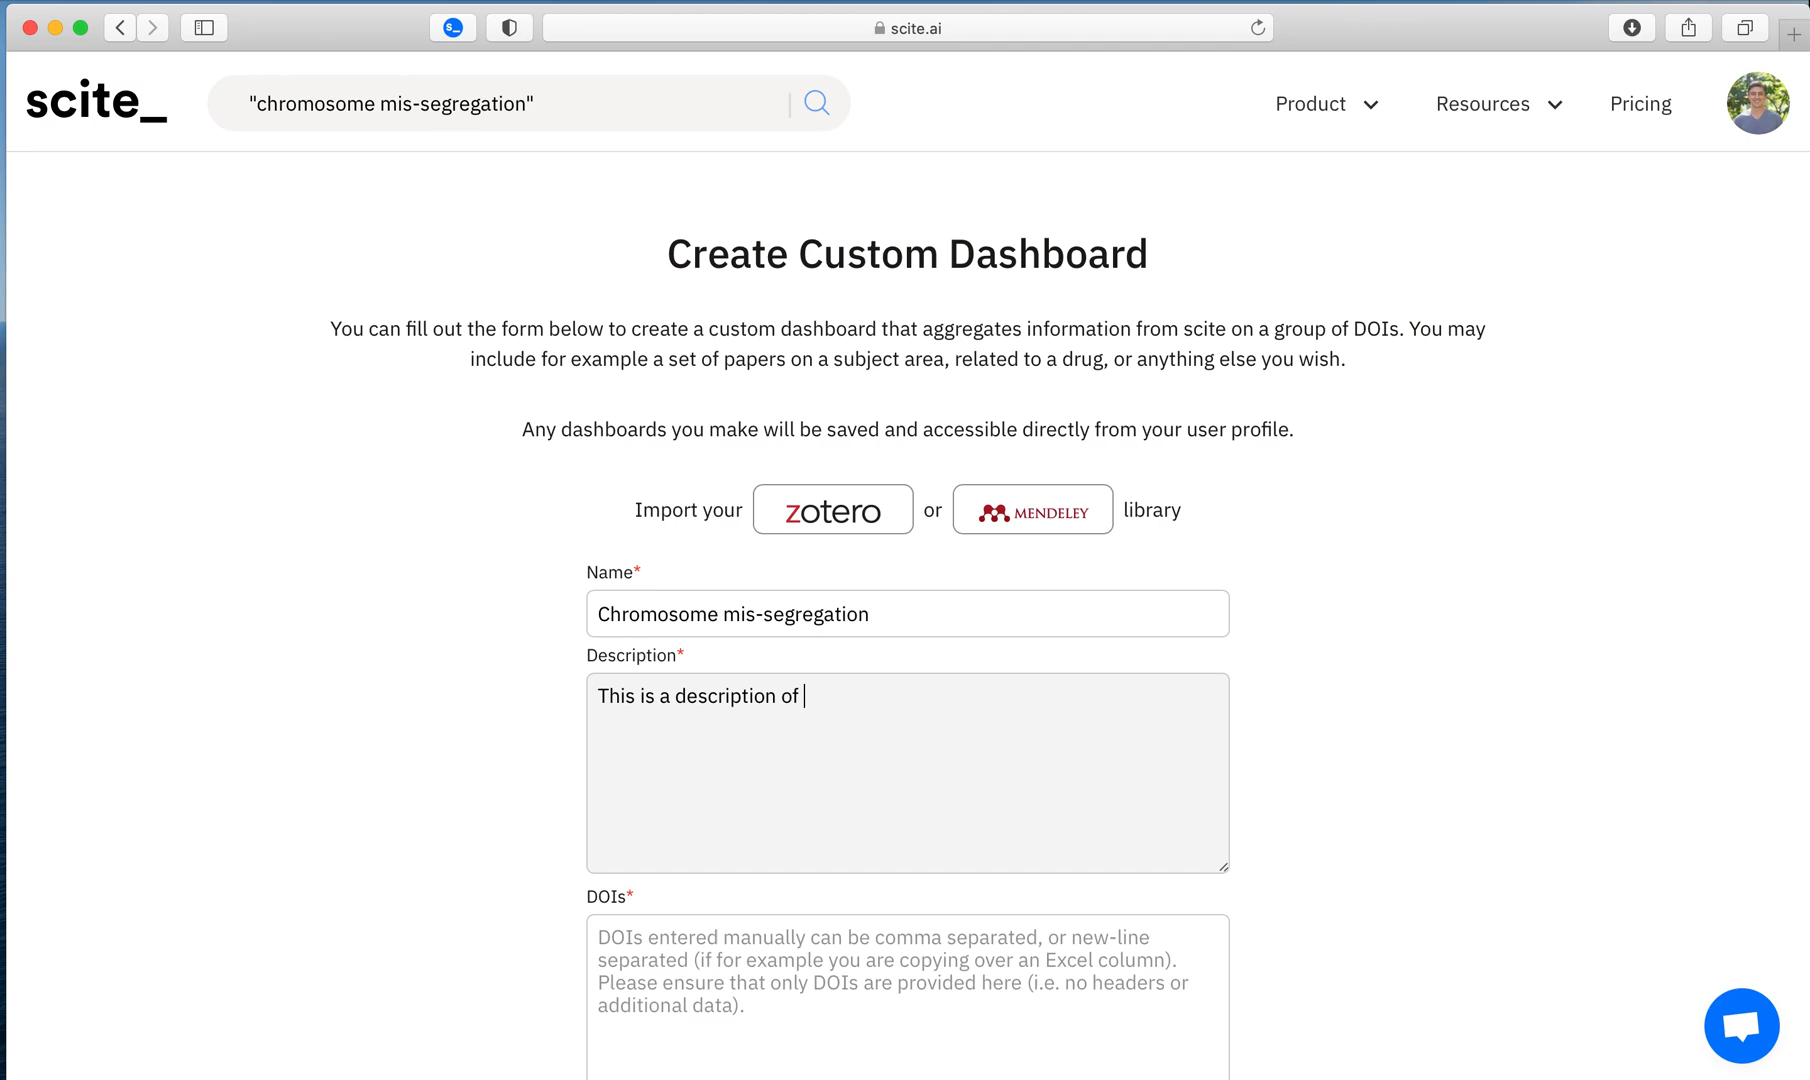 s_
scite.ai
scite_
"chromosome mis-segregation"
Product
Resources
Pricing
Create Custom Dashboard
You can fill out the form below to create a custom dashboard that aggregates information from scite on a group of DOIs. You may
include for example a set of papers on a subject area, related to a drug, or anything else you wish.
Any dashboards you make will be saved and accessible directly from your user profile.
Import your zotero or MENDELEY library
Name*
Chromosome mis-segregation
Description*
This is a description of
DOIs*
DOIs entered manually can be comma separated, or new-line
separated (if for example you are copying over an Excel column).
Please ensure that only DOIs are provided here (i.e. no headers or
additional data).